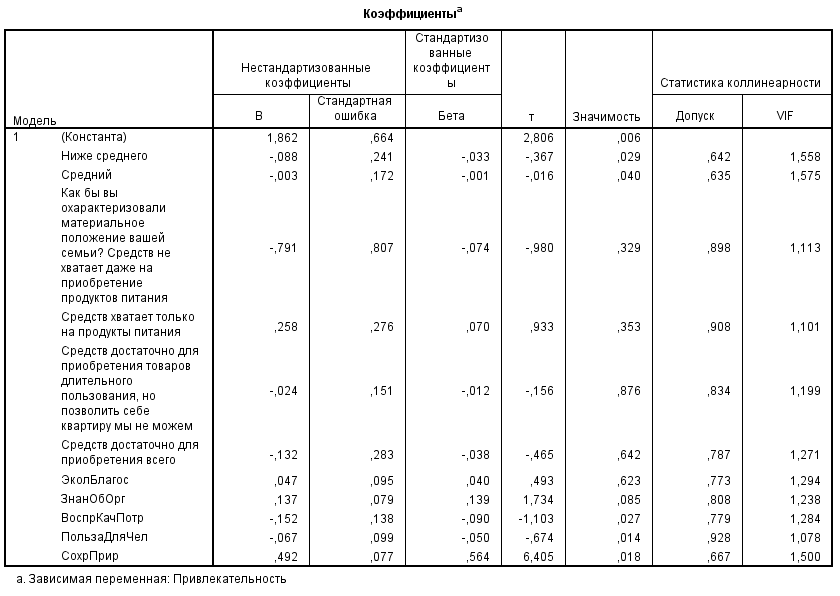 Коэффициентыa
Модель Нестандартизованные коэффициенты Стандартизо ванные коэффициент ы т Значимость Статистика коллинеарности
B Стандартная ошибка Бета Допуск VIF
1 (Константа) 1,862 ,664 2,806 ,006
Ниже среднего -,088 ,241 -,033 -,367 ,029 ,642 1,558
Средний -,003 ,172 -,001 -,016 ,040 ,635 1,575
Как бы вы
охарактеризовали
материальное
положение вашей
семьи? Средств не
хватает даже на
приобретение
продуктов питания -,791 ,807 -,074 -,980 ,329 ,898 1,113
Средств хватает только
на продукты питания ,258 ,276 ,070 ,933 ,353 ,908 1,101
Средств достаточно для
приобретения товаров
длительного
пользования, но
позволить себе
квартиру мы не можем -,024 ,151 -,012 -,156 ,876 ,834 1,199
Средств достаточно для
приобретения всего -,132 ,283 -,038 -,465 ,642 ,787 1,271
ЭколБлагос ,047 ,095 ,040 ,493 ,623 ,773 1,294
ЗнанОбОрг ,137 ,079 ,139 1,734 ,085 ,808 1,238
ВоспрКачПотр -,152 ,138 -,090 -1,103 ,027 ,779 1,284
ПользаДляЧел -,067 ,099 -,050 -,674 ,014 ,928 1,078
СохрПрир ,492 ,077 ,564 6,405 ,018 ,667 1,500
a. Зависимая переменная: Привлекательность